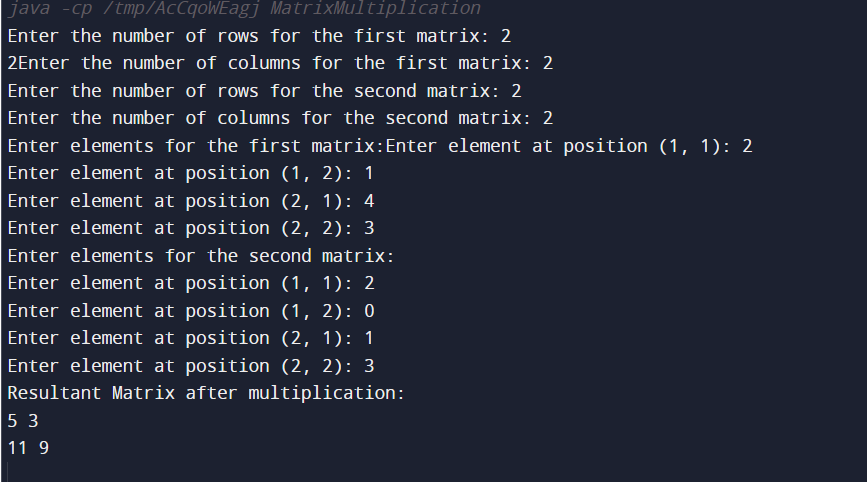 java -cp /tmp/AcCqoWEagj MatrixMultiplication
Enter the number of rows for the first matrix: 2
2Enter the number of columns for the first matrix: 2
Enter the number of rows for the second matrix: 2
Enter the number of columns for the second matrix: 2
Enter elements for the first matrix:Enter element at position (1, 1): 2
Enter element at position (1, 2): 1
Enter element at position (2, 1): 4
Enter element at position (2, 2): 3
Enter elements for the second matrix:
Enter element at position (1, 1): 2
Enter element at position (1, 2): 0
Enter element at position (2, 1): 1
Enter element at position (2, 2): 3
Resultant Matrix after multiplication:
5 3
11 9